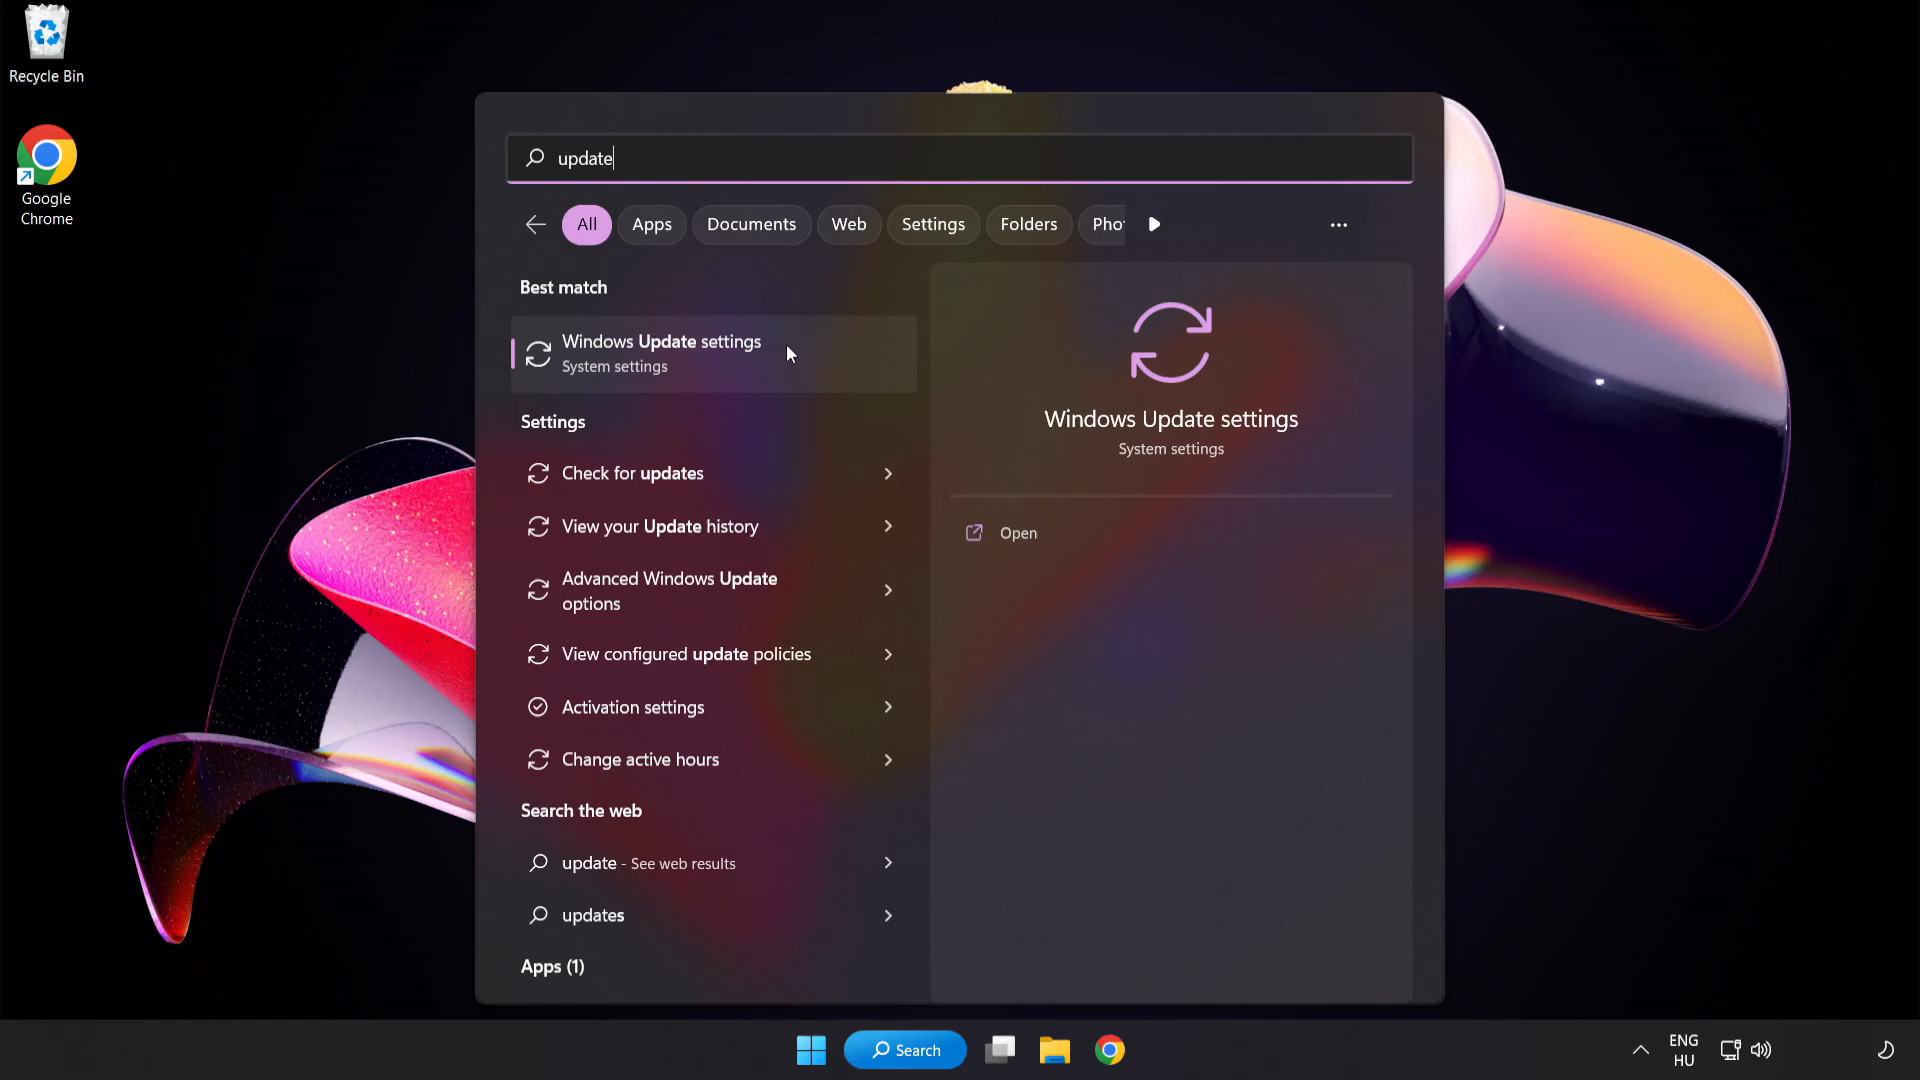 Recycle Bin
Google
Chrome
update
All
Apps
Documents
Web
Settings
Folders
Pho
Best match
Windows Update settings
System settings
Settings
Check for updates
View your Update history
Advanced Windows Update
options
View configured update policies
Activation settings
Change active hours
Search the web
update - See web results
updates
Apps (1)
Windows Update settings
System settings
Open
Search
ENG
HU